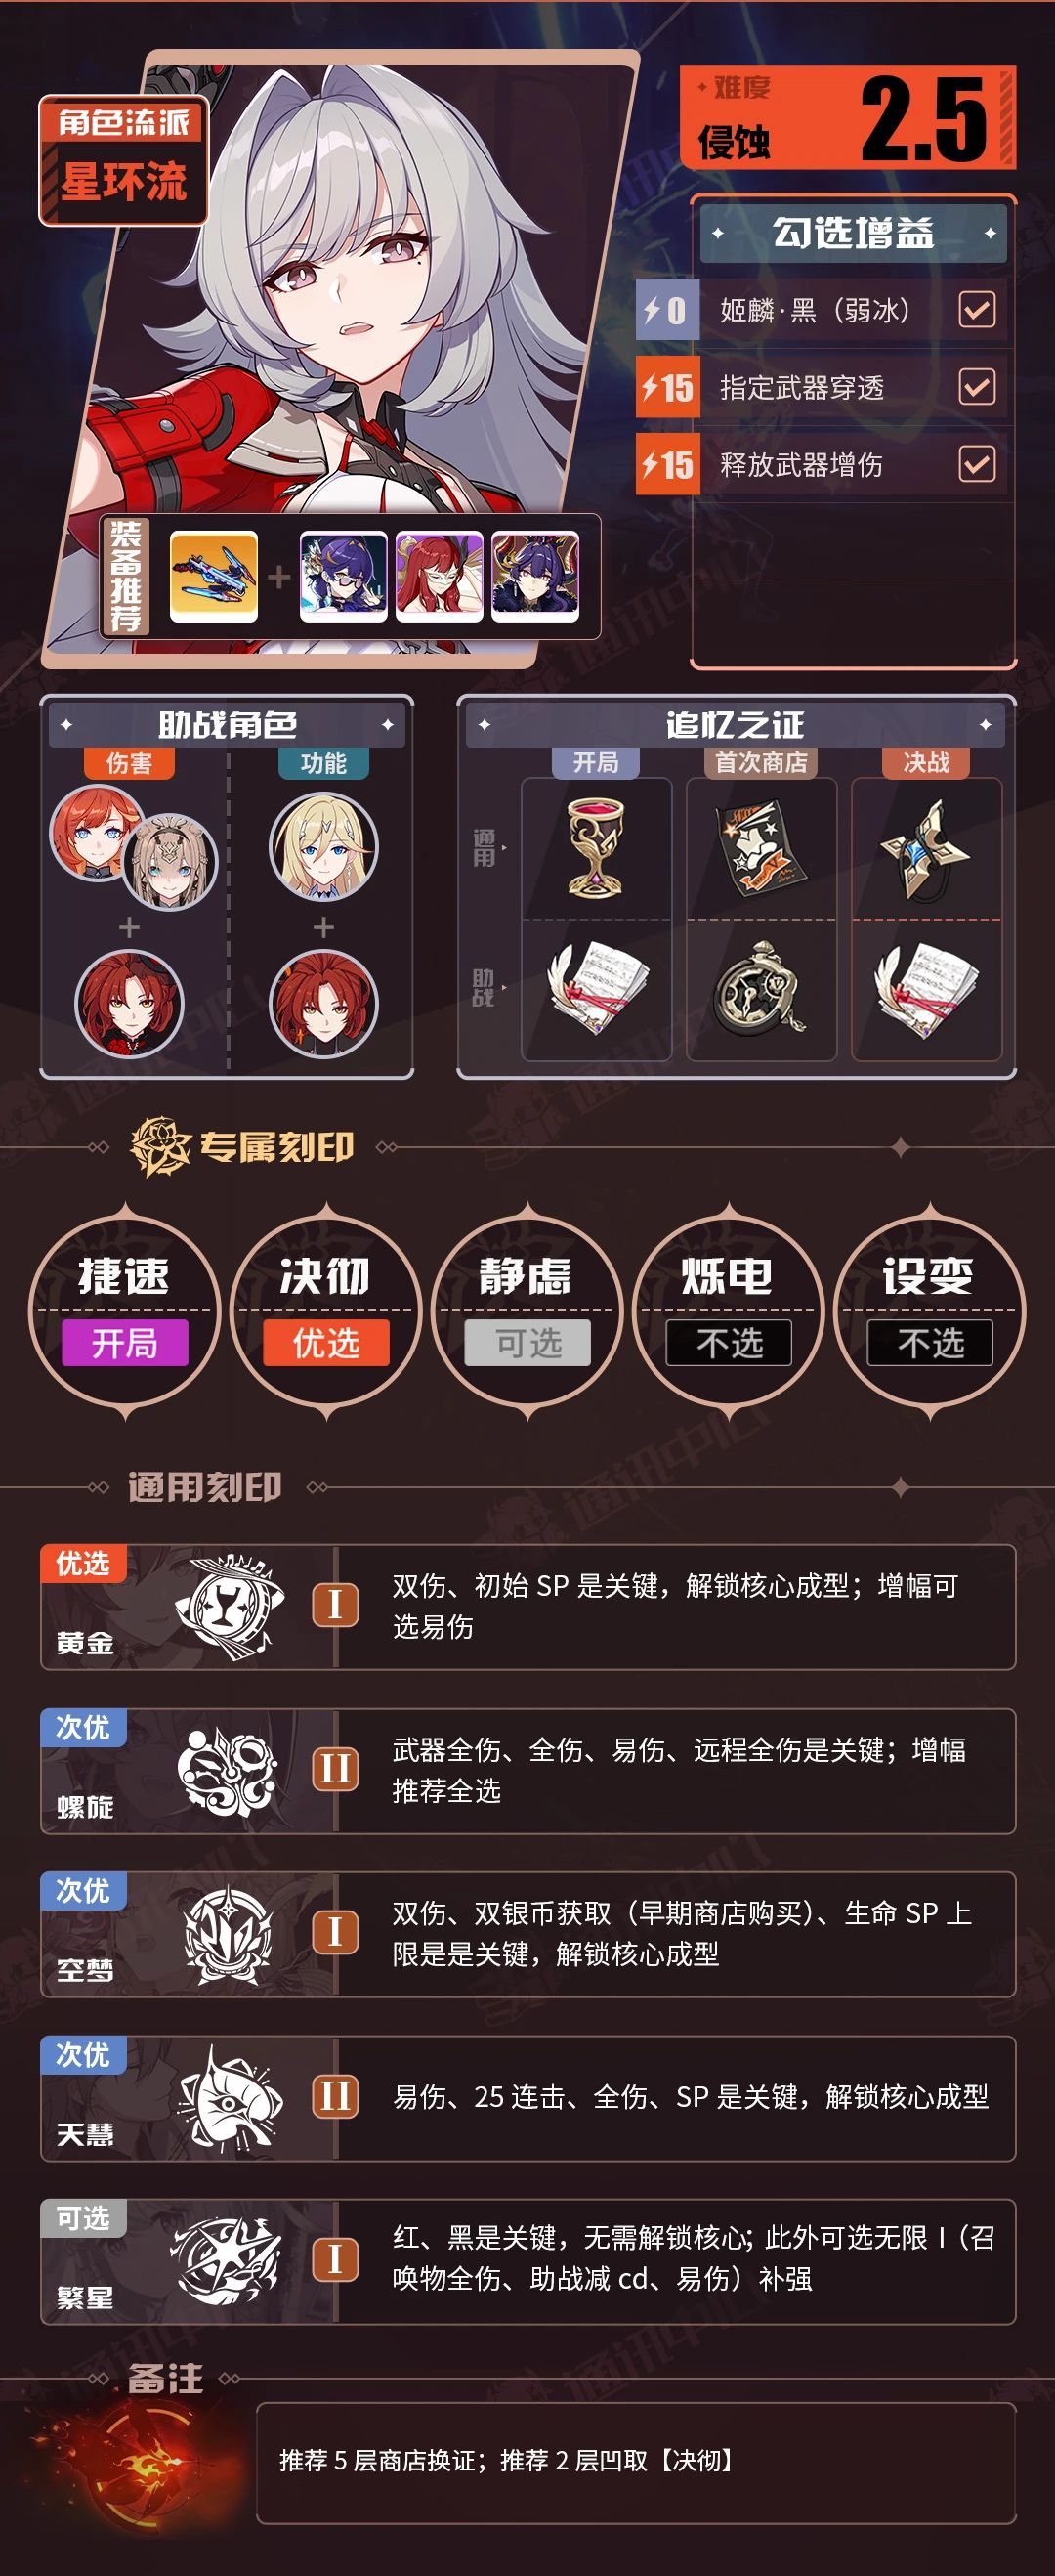 角色流派
星环流
难度
侵蚀
2.5
勾选增益
0 姬麟·黑（弱冰）
15 指定武器穿透
15 释放武器增伤
装备推荐
助战角色
伤害
功能
追忆之证
开局
首次商店
决战
通用
助战
专属刻印
捷速
开局
决彻
优选
静虑
可选
烁电
不选
设变
不选
通用刻印
优选
黄金
I
双伤、初始 SP 是关键，解锁核心成型；增幅可
选易伤
次优
螺旋
II
武器全伤、全伤、易伤、远程全伤是关键；增幅
推荐全选
次优
空梦
I
双伤、双银币获取（早期商店购买）、生命 SP 上
限是是关键，解锁核心成型
次优
天慧
II
易伤、25 连击、全伤、SP 是关键，解锁核心成型
可选
繁星
I
红、黑是关键，无需解锁核心；此外可选无限 I（召
唤物全伤、助战减 cd、易伤）补强
备注
推荐 5 层商店换证；推荐 2 层凹取【决彻】
通讯中心